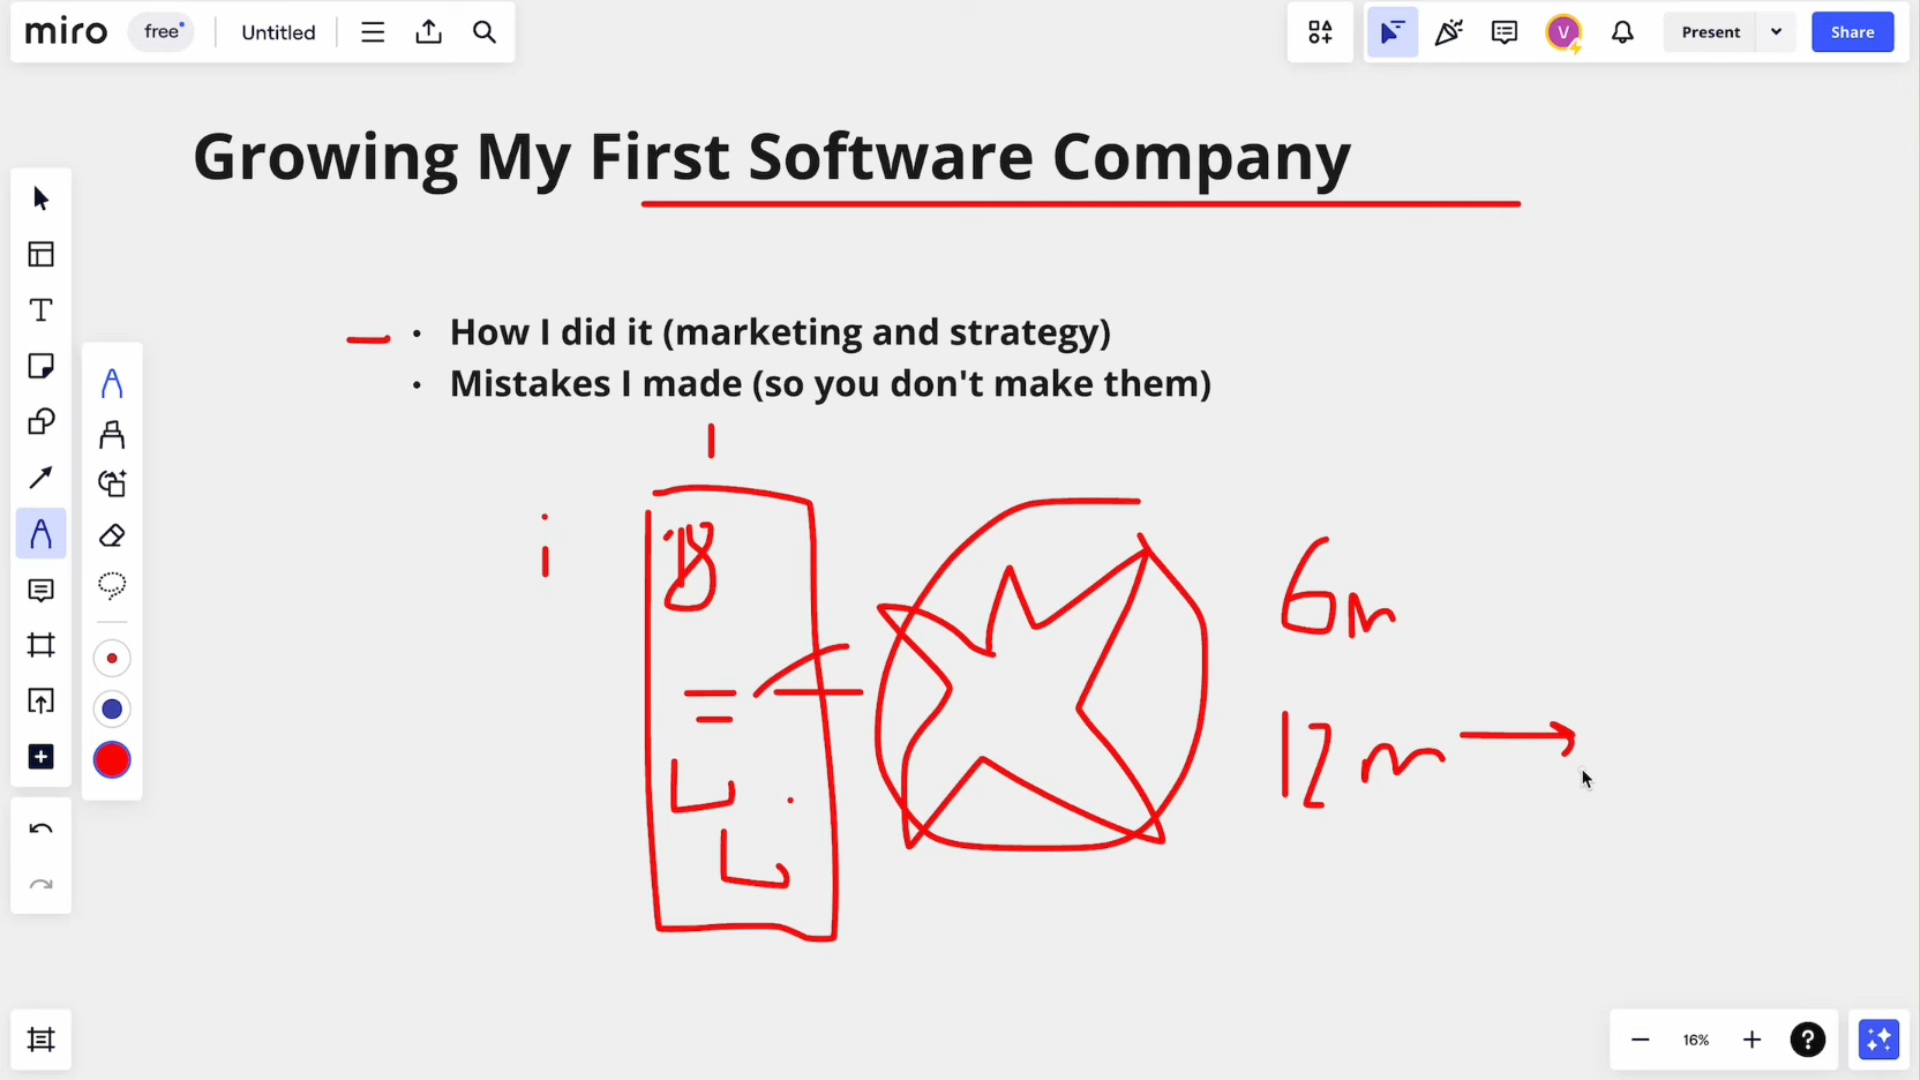 miro free Untitled Present Share
V
Growing My First Software Company
· How I did it (marketing and strategy)
· Mistakes I made (so you don't make them)
6m
12m
16%